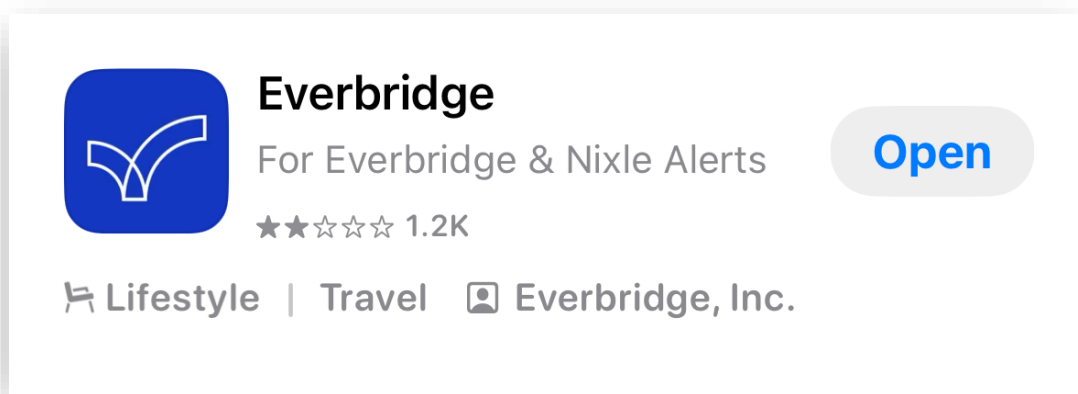 Everbridge
For Everbridge & Nixle Alerts
Open
★★☆☆☆ 1.2K
Lifestyle | Travel Everbridge, Inc.